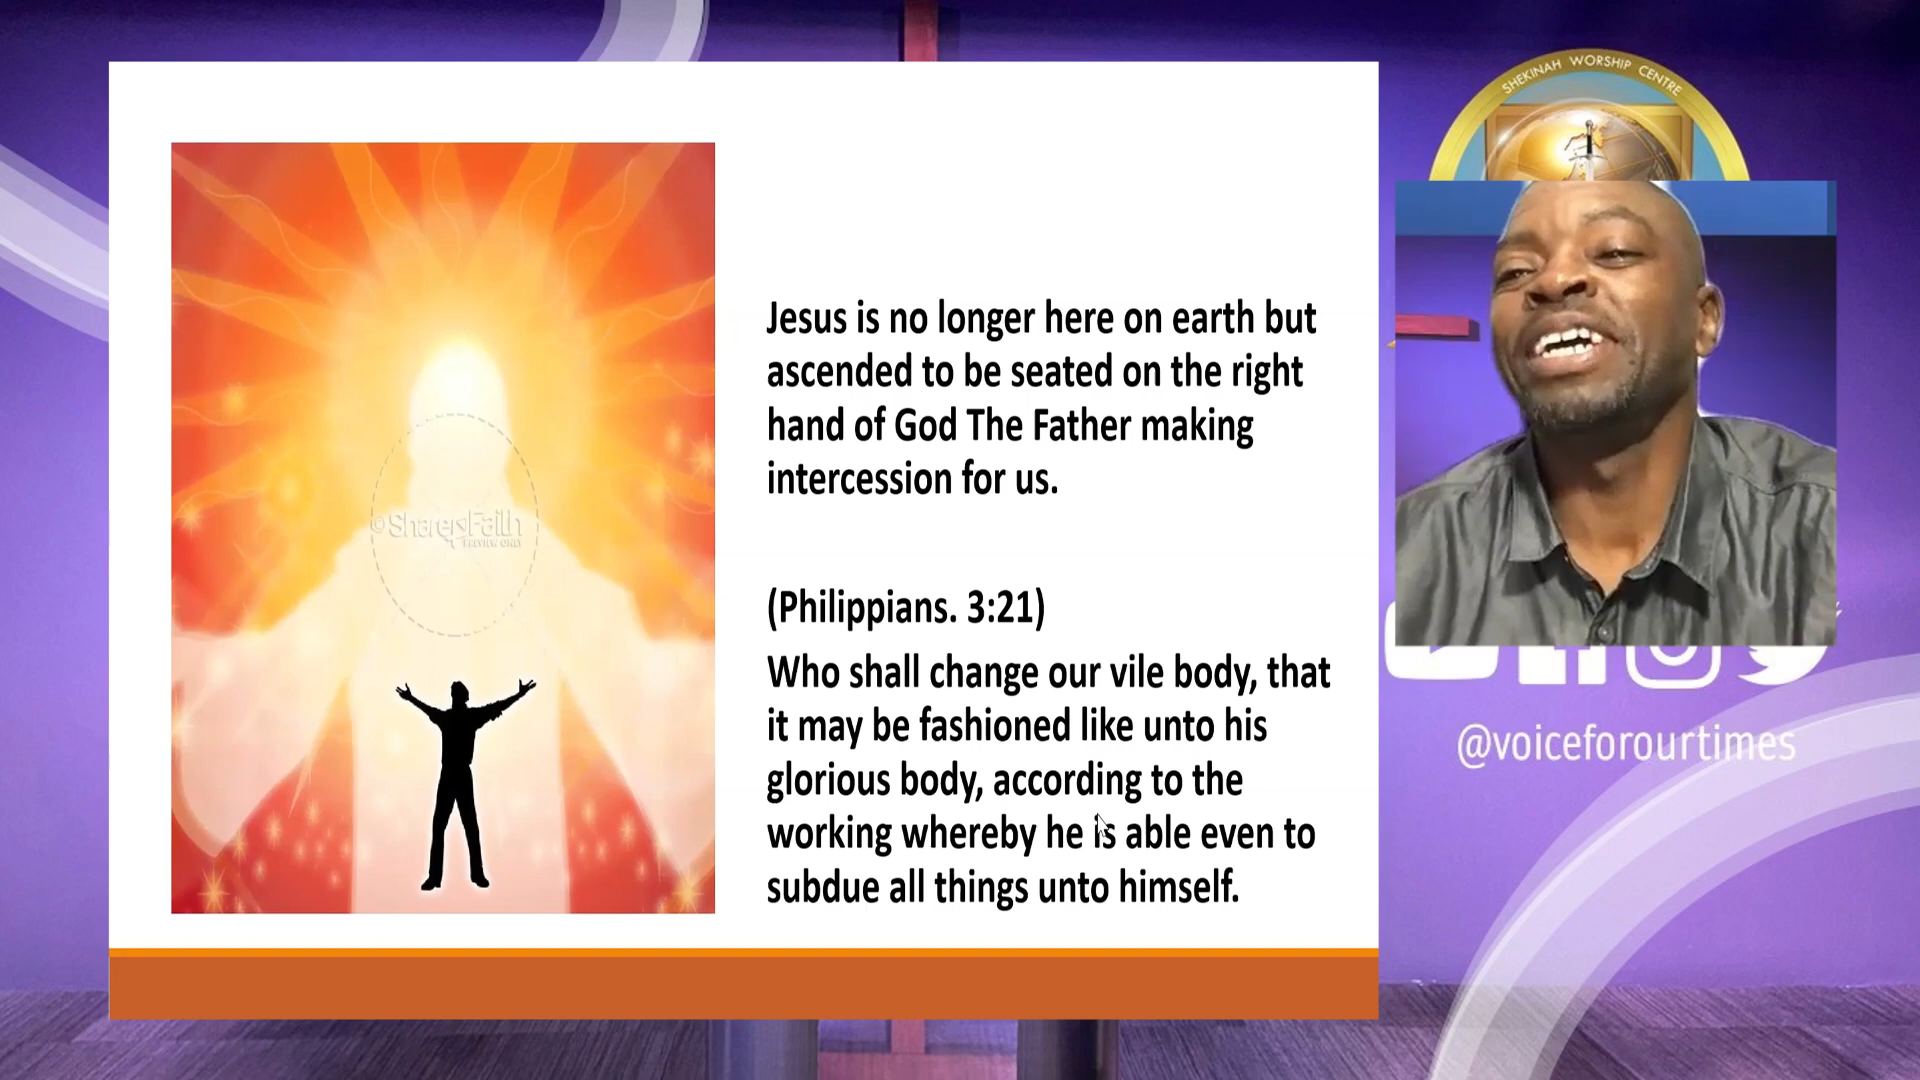 SHEKINAH WORSHIP CENTRE
Jesus is no longer here on earth but
ascended to be seated on the right
hand of God The Father making
intercession for us.
(Philippians. 3:21)
Who shall change our vile body, that
it may be fashioned like unto his
glorious body, according to the
working whereby he is able even to
subdue all things unto himself.
©ShareFaith
PREVIEW ONLY
@voiceforourtimes